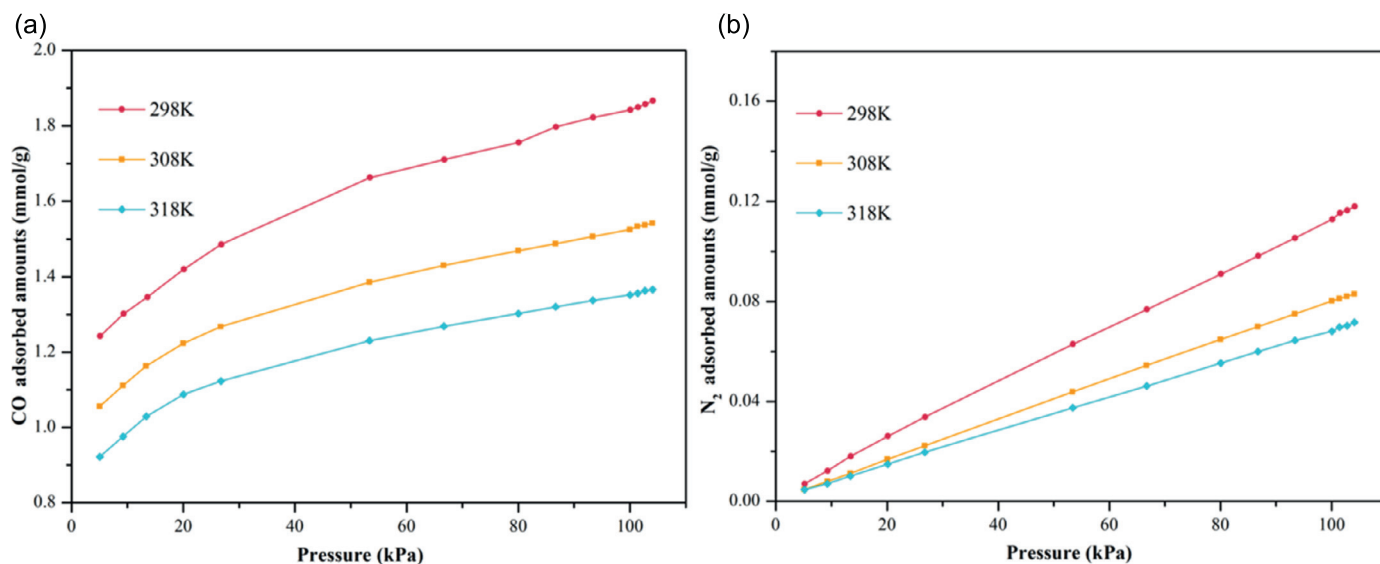 (a)
2.0
1.8
1.6
1.4
1.2
1.0
0.8
CO adsorbed amounts (mmol/g)
298K
308K
318K
0 20 40 60 80 100
Pressure (kPa)
(b)
0.16
0.12
0.08
0.04
0.00
N₂ adsorbed amounts (mmol/g)
298K
308K
318K
0 20 40 60 80 100
Pressure (kPa)